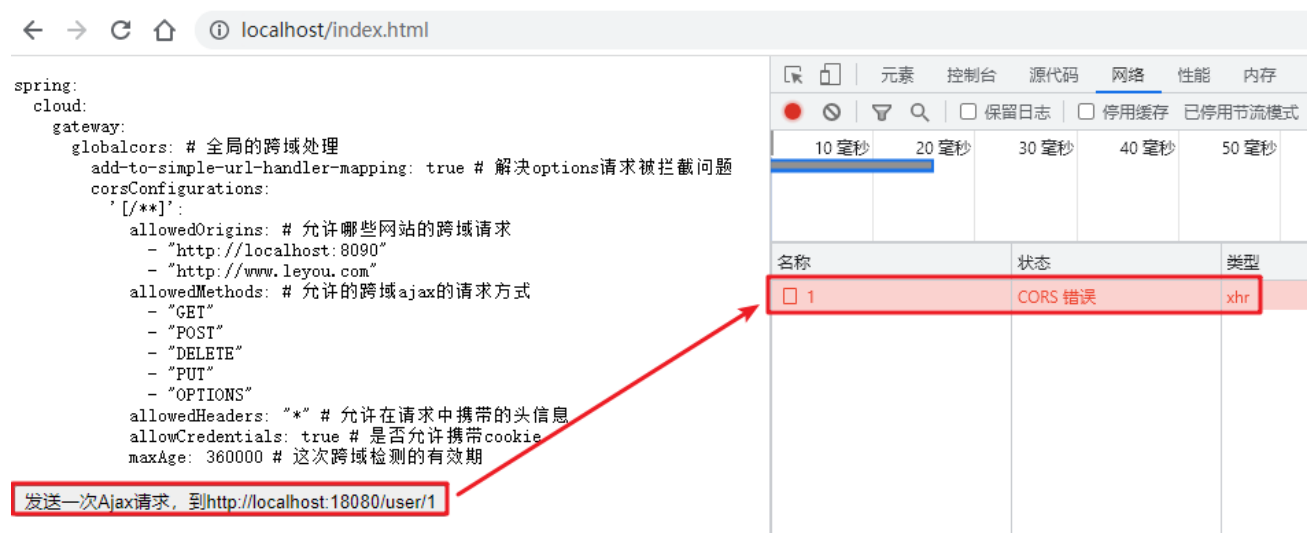 localhost/index.html
spring:
cloud:
gateway:
globalcors: # 全局的跨域处理
add-to-simple-url-handler-mapping: true # 解决options请求被拦截问题
corsConfigurations:
'[/**]':
allowedOrigins: # 允许哪些网站的跨域请求
- "http://localhost:8090"
- "http://www.leyou.com"
allowedMethods: # 允许的跨域ajax的请求方式
- "GET"
- "POST"
- "DELETE"
- "PUT"
- "OPTIONS"
allowedHeaders: "*" # 允许在请求中携带的头信息
allowCredentials: true # 是否允许携带cookie
maxAge: 360000 # 这次跨域检测的有效期
发送一次Ajax请求，到http://localhost:18080/user/1
元素 控制台 源代码 网络 性能 内存
保留日志 停用缓存 已停用节流模式
10 毫秒 20 毫秒 30 毫秒 40 毫秒 50 毫秒
名称 状态 类型
1 CORS 错误 xhr